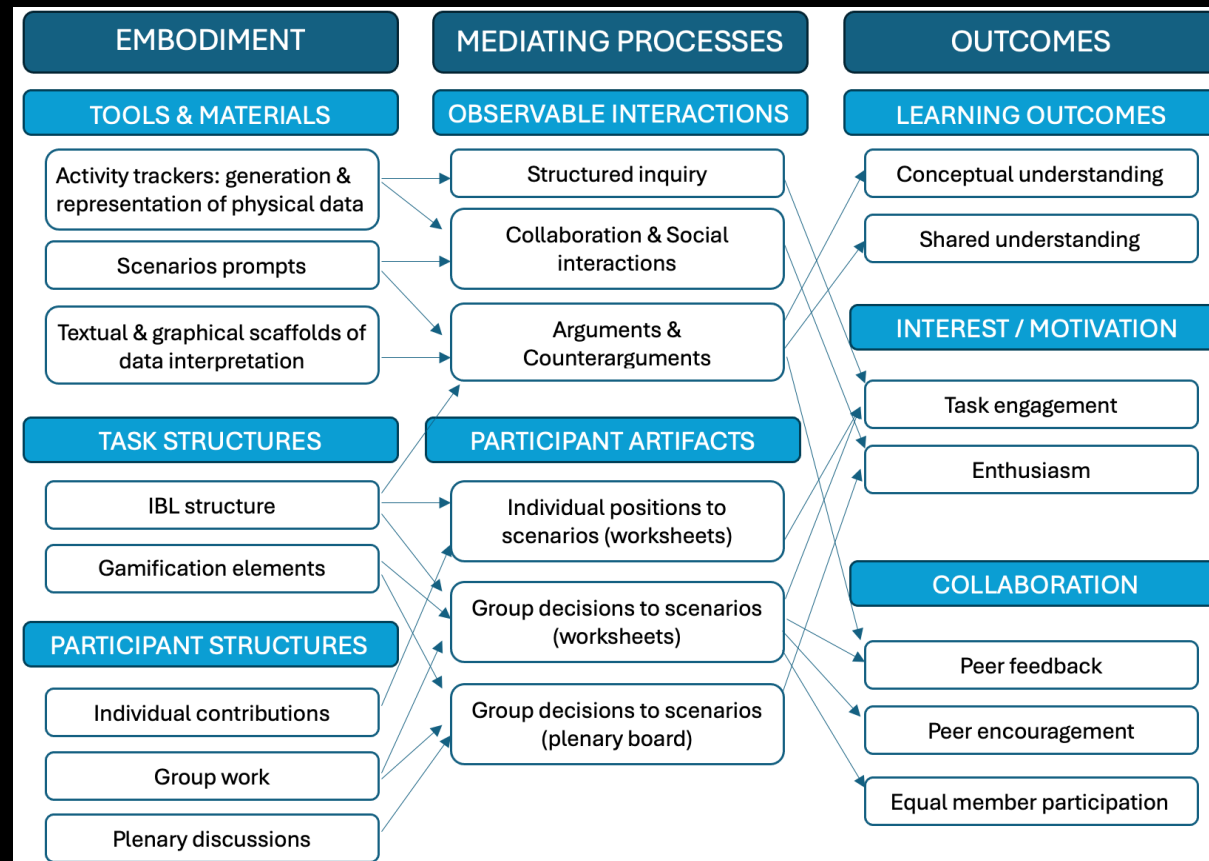 EMBODIMENT
TOOLS & MATERIALS
Activity trackers: generation &
representation of physical data
Scenarios prompts
Textual & graphical scaffolds of
data interpretation
TASK STRUCTURES
IBL structure
Gamification elements
PARTICIPANT STRUCTURES
Individual contributions
Group work
Plenary discussions
MEDIATING PROCESSES
OBSERVABLE INTERACTIONS
Structured inquiry
Collaboration & Social
interactions
Arguments &
Counterarguments
PARTICIPANT ARTIFACTS
Individual positions to
scenarios (worksheets)
Group decisions to scenarios
(worksheets)
Group decisions to scenarios
(plenary board)
OUTCOMES
LEARNING OUTCOMES
Conceptual understanding
Shared understanding
INTEREST / MOTIVATION
Task engagement
Enthusiasm
COLLABORATION
Peer feedback
Peer encouragement
Equal member participation